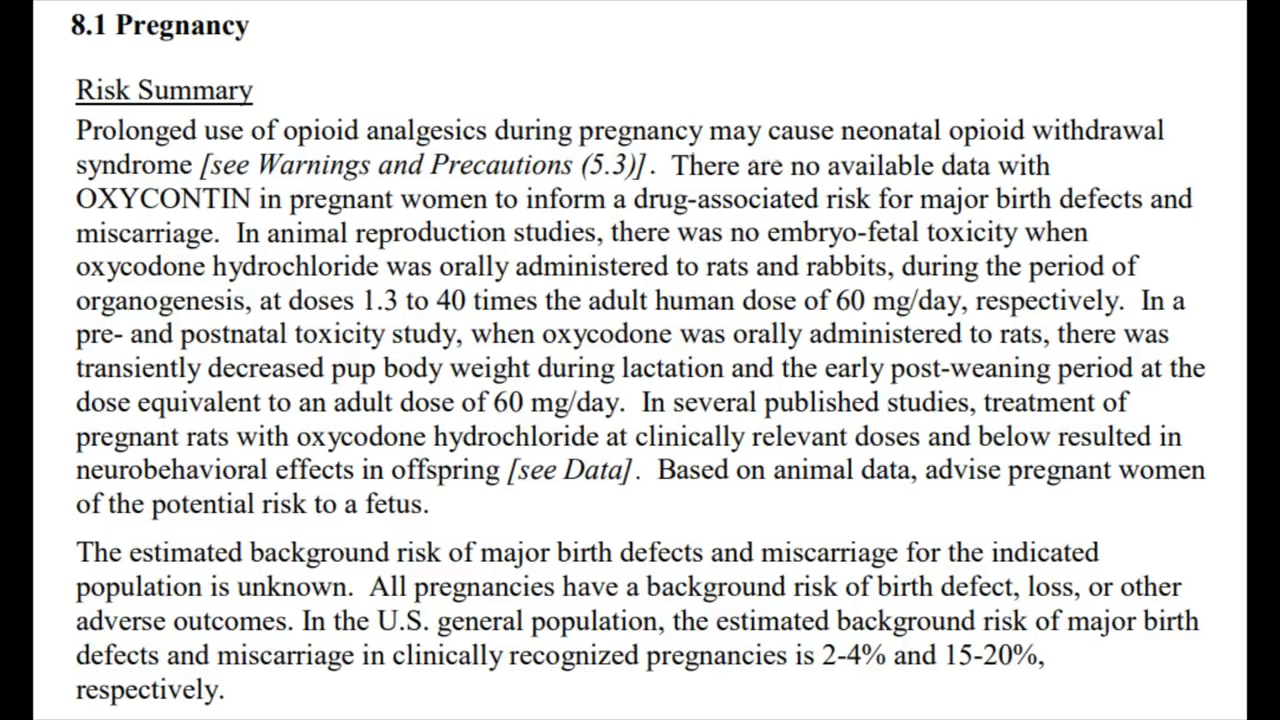 8.1 Pregnancy
Risk Summary
Prolonged use of opioid analgesics during pregnancy may cause neonatal opioid withdrawal
syndrome [see Warnings and Precautions (5.3)].  There are no available data with
OXYCONTIN in pregnant women to inform a drug-associated risk for major birth defects and
miscarriage.  In animal reproduction studies, there was no embryo-fetal toxicity when
oxycodone hydrochloride was orally administered to rats and rabbits, during the period of
organogenesis, at doses 1.3 to 40 times the adult human dose of 60 mg/day, respectively.  In a
pre- and postnatal toxicity study, when oxycodone was orally administered to rats, there was
transiently decreased pup body weight during lactation and the early post-weaning period at the
dose equivalent to an adult dose of 60 mg/day.  In several published studies, treatment of
pregnant rats with oxycodone hydrochloride at clinically relevant doses and below resulted in
neurobehavioral effects in offspring [see Data].  Based on animal data, advise pregnant women
of the potential risk to a fetus.
The estimated background risk of major birth defects and miscarriage for the indicated
population is unknown.  All pregnancies have a background risk of birth defect, loss, or other
adverse outcomes. In the U.S. general population, the estimated background risk of major birth
defects and miscarriage in clinically recognized pregnancies is 2-4% and 15-20%,
respectively.